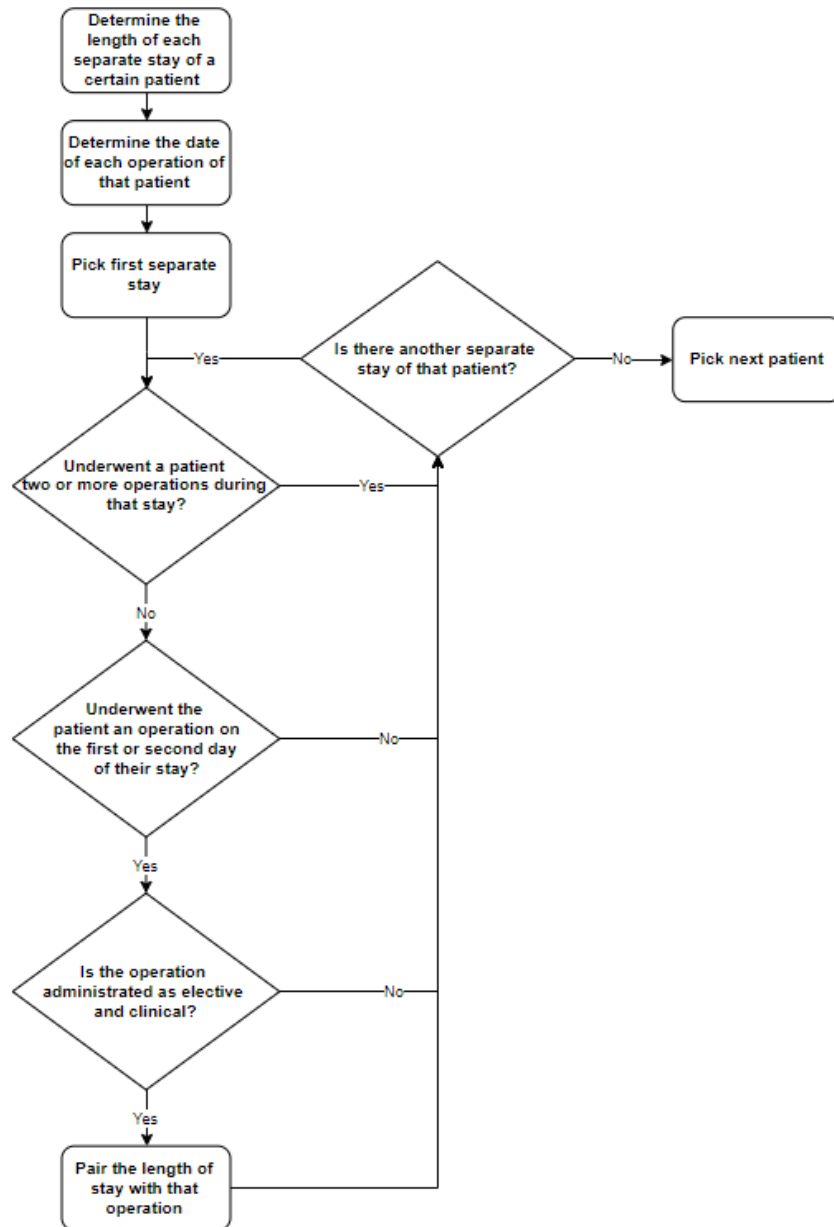 Determine the
length of each
separate stay of a
certain patient
Determine the date
of each operation of
that patient
Pick first separate
stay
Is there another separate
stay of that patient?
Yes
No
Pick next patient
Underwent a patient
two or more operations during
that stay?
Yes
No
Underwent the
patient an operation on
the first or second day
of their stay?
No
Yes
Is the operation
administrated as elective
and clinical?
No
Yes
Pair the length of
stay with that
operation